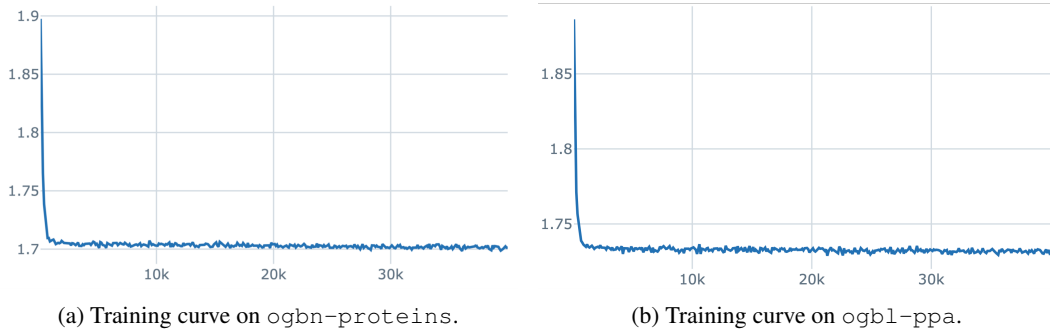 1.9
1.85
1.8
1.75
1.7
10k 20k 30k
(a) Training curve on ogbn-proteins.
1.85
1.8
1.75
10k 20k 30k
(b) Training curve on ogbl-ppa.